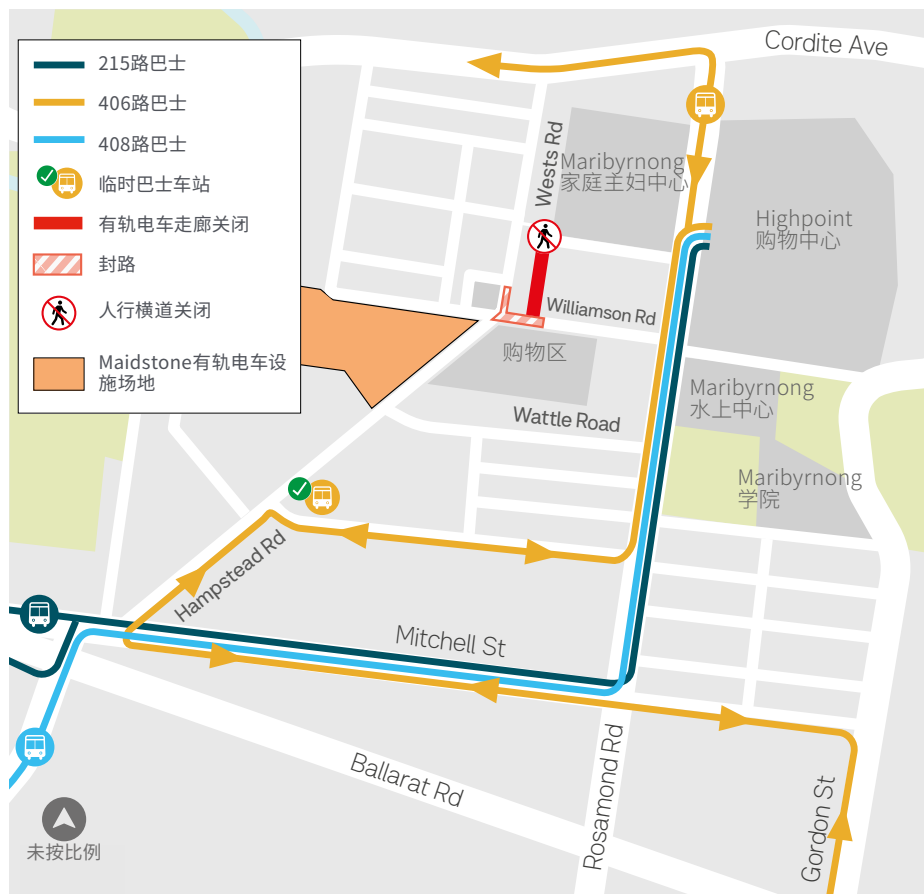 215路巴士
406路巴士
408路巴士
临时巴士车站
有轨电车走廊关闭
封路
人行横道关闭
Maidstone有轨电车设
施场地
Cordite Ave
Wests Rd
Maribyrnong
家庭主妇中心
Highpoint
购物中心
Williamson Rd
购物区
Maribyrnong
水上中心
Wattle Road
Maribyrnong
学院
Hampstead Rd
Mitchell St
Ballarat Rd
Rosamond Rd
Gordon St
未按比例